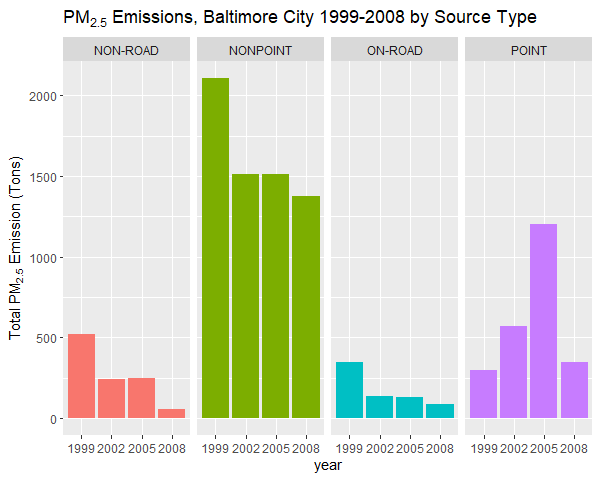 PM2.5 Emissions, Baltimore City 1999-2008 by Source Type
NON-ROAD NONPOINT ON-ROAD POINT
Total PM2.5 Emission (Tons)
2000
1500
1000
500
0
1999 2002 2005 2008 1999 2002 2005 2008 1999 2002 2005 2008 1999 2002 2005 2008
year